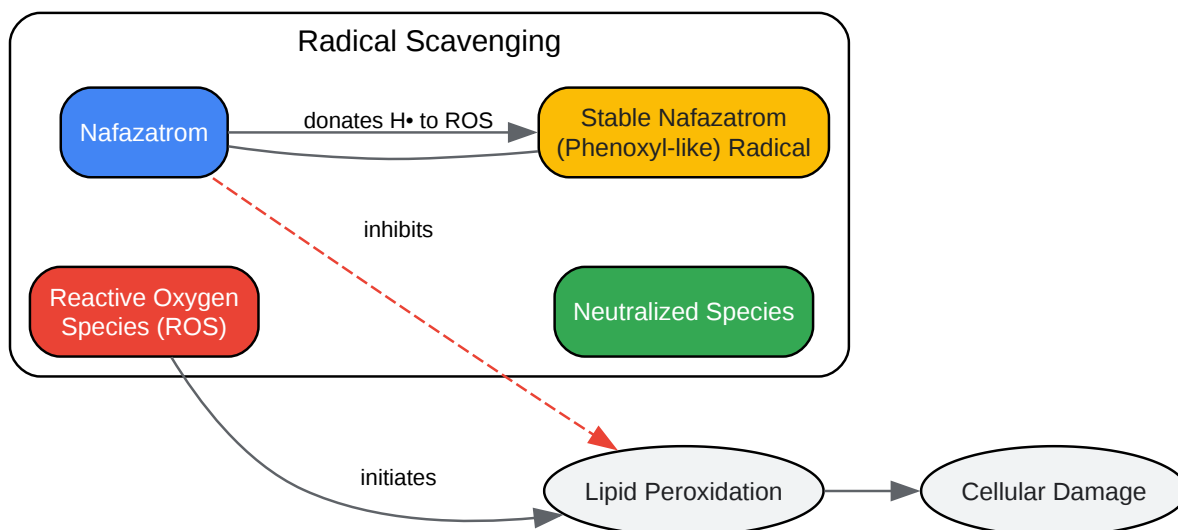 Radical Scavenging
Nafazatrom
donates H• to ROS
Stable Nafazatrom
(Phenoxyl-like) Radical
inhibits
Reactive Oxygen
Species (ROS)
Neutralized Species
initiates
Lipid Peroxidation
Cellular Damage